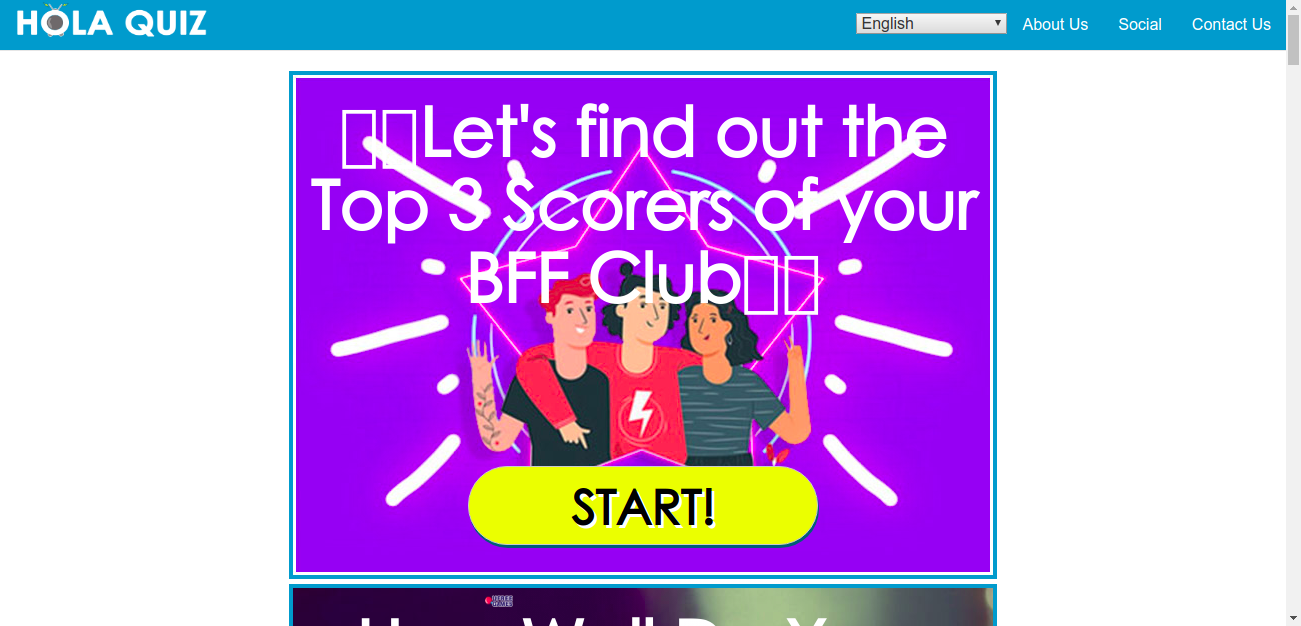 HOLA QUIZ
English
About Us
Social
Contact Us
Let's find out the
Top 3 Scorers of your
BFF Club
START!